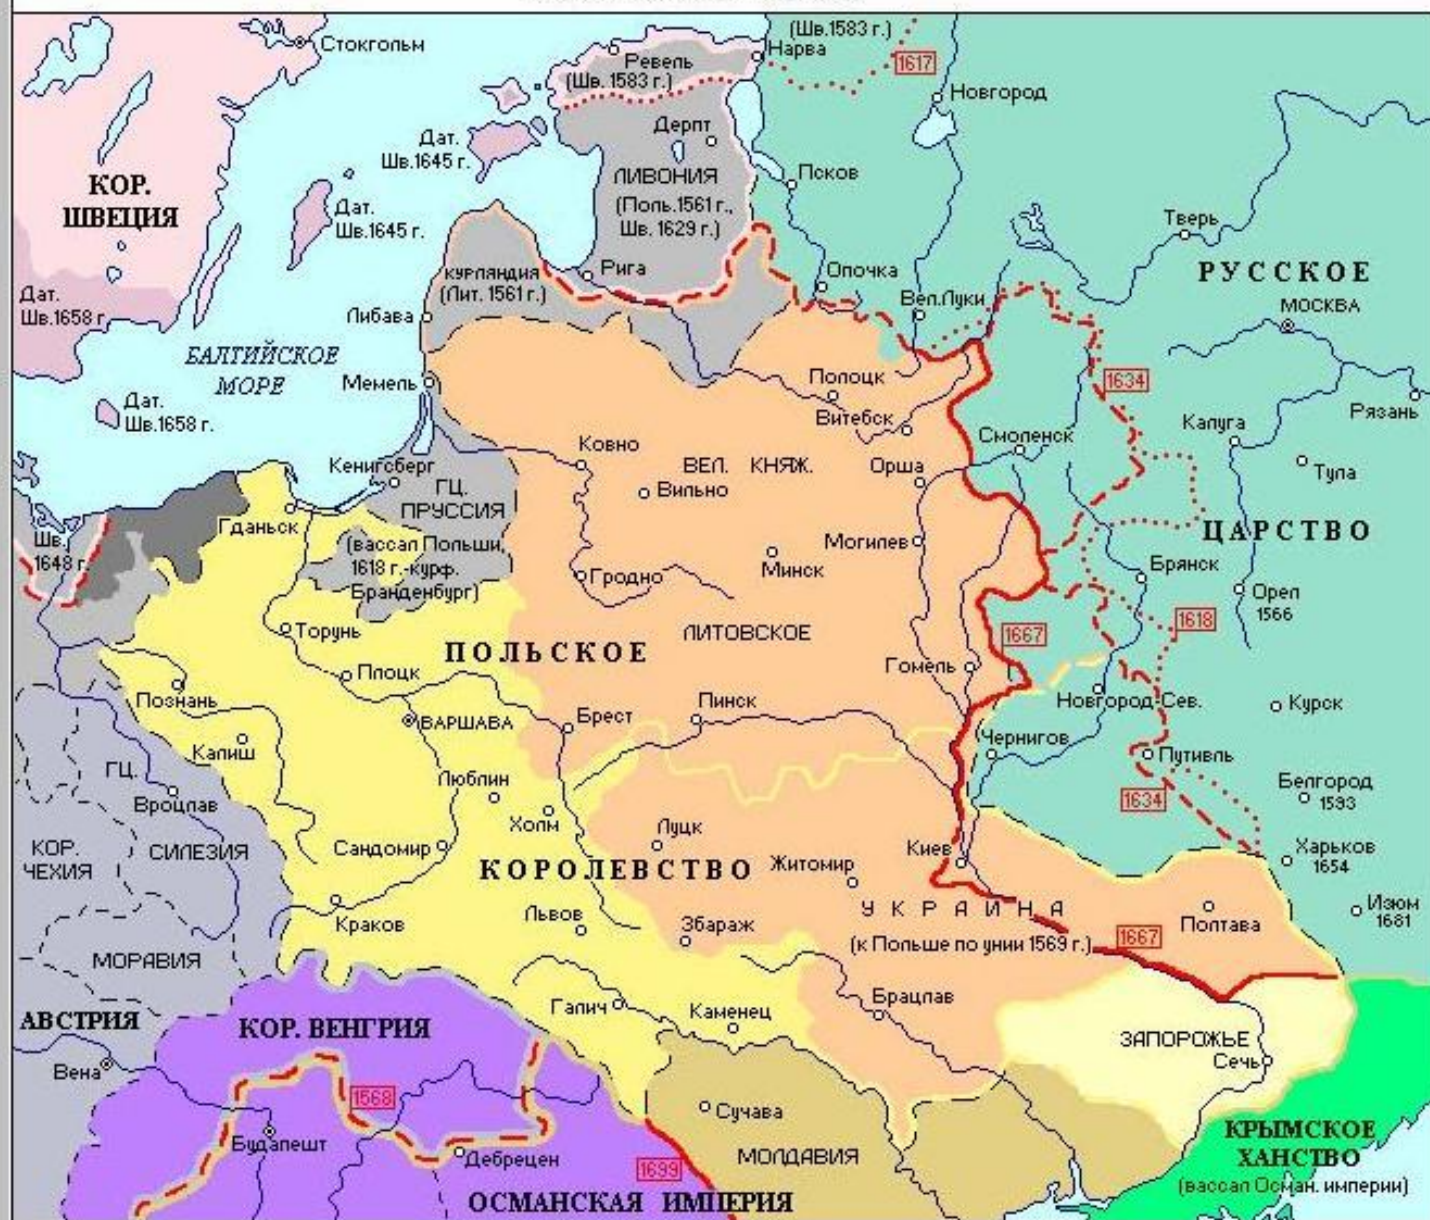 (Шв.1583 г.)
Стокгольм
Нарва
Ревель
(Шв. 1583 г.)
1617
Новгород
Дерпт
Дат.
Шв.1645 г.
Псков
КОР.
ШВЕЦИЯ
ЛИВОНИЯ
(Поль.1561 г.,
Шв. 1629 г.)
Дат.
Шв.1645 г.
Тверь
Рига
КУРЛЯНДИЯ
(Лит. 1561 г.)
Опочка
РУССКОЕ
Дат.
Шв.1658 г
Вел.Луки
МОСКВА
Либава
БАЛТИЙСКОЕ
МОРЕ
Мемель
Полоцк
1634
Дат.
Шв.1658 г.
Витебск
Рязань
Калуга
Смоленск
Ковно
ВЕЛ. КНЯЖ.
Орша
Кенигсберг
Вильно
Тула
ГЦ.
ПРУССИЯ
Гданьск
ЦАРСТВО
Шв.
1648 г.
(вассал Польши,
1618 г.-курф.
Бранденбург)
Могилев
Минск
Гродно
Брянск
Орел
1566
Торунь
ЛИТОВСКОЕ
1667
1618
ПОЛЬСКОЕ
Плоцк
Гомель
Познань
Пинск
Новгород-Сев.
ВАРШАВА
Брест
Курск
Калиш
Чернигов
Путивль
ГЦ.
Люблин
Белгород
1593
Вроцлав
1634
Холм
Луцк
КОР.
ЧЕХИЯ
СИЛЕЗИЯ
Сандомир
Киев
Харьков
1654
КОРОЛЕВСТВО
Житомир
Краков
Львов
УКРАИНА
Изюм
1681
Збараж
(к Польше по унии 1569 г.)
1667
Полтава
МОРАВИЯ
Галич
Брацлав
АВСТРИЯ
КОР. ВЕНГРИЯ
Каменец
ЗАПОРОЖЬЕ
Сечь
Вена
1568
Сучава
Будапешт
КРЫМСКОЕ
ХАНСТВО
(вассал Осман. империи)
Дебрецен
1699
МОЛДАВИЯ
ОСМАНСКАЯ ИМПЕРИЯ